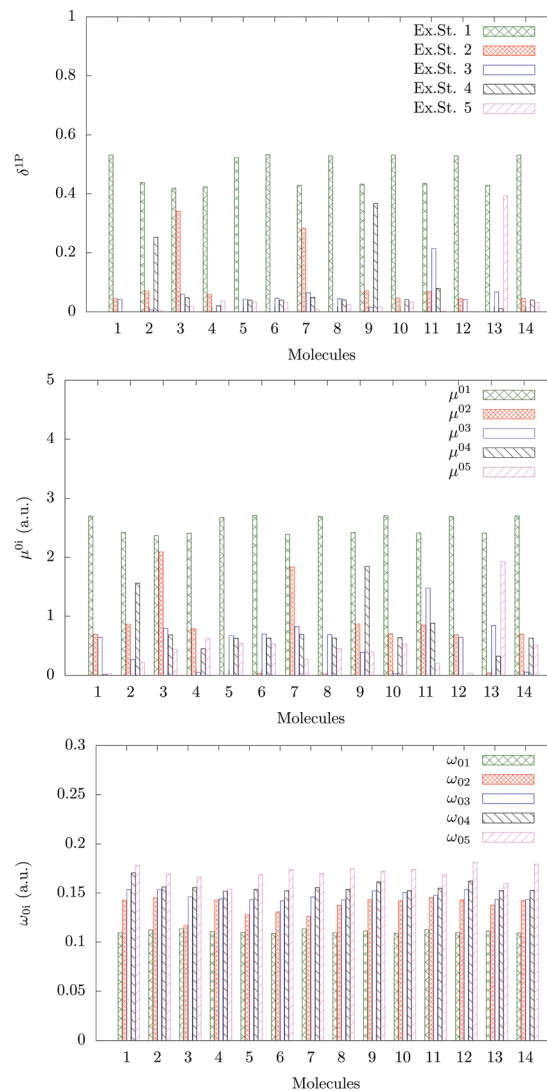 1
0.8
0.6
0.4
0.2
0
δ1P
Ex.St. 1
Ex.St. 2
Ex.St. 3
Ex.St. 4
Ex.St. 5
1 2 3 4 5 6 7 8 9 10 11 12 13 14
Molecules
5
4
3
2
1
0
μ0i (a.u.)
μ01
μ02
μ03
μ04
μ05
1 2 3 4 5 6 7 8 9 10 11 12 13 14
Molecules
0.3
0.25
0.2
0.15
0.1
0.05
0
ω0i (a.u.)
ω01
ω02
ω03
ω04
ω05
1 2 3 4 5 6 7 8 9 10 11 12 13 14
Molecules